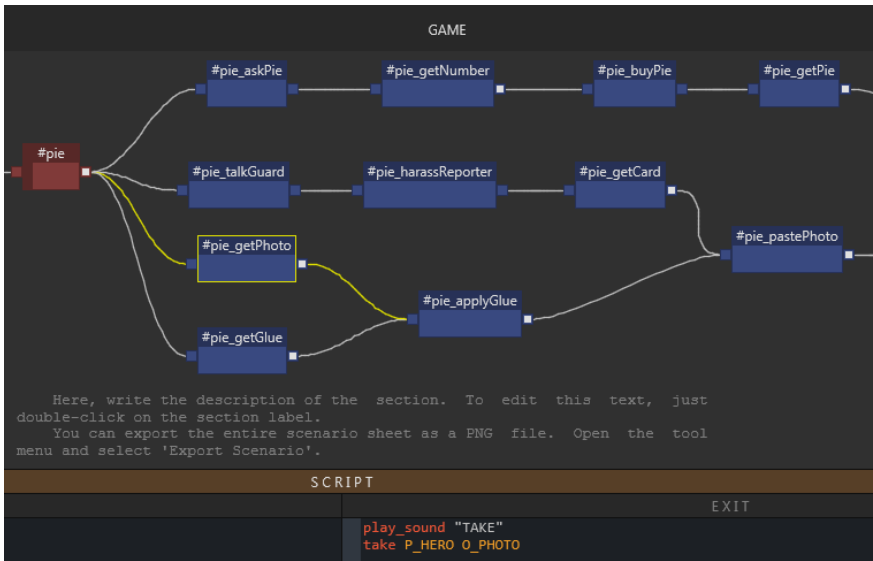 GAME
#pie_askPie
#pie_getNumber
#pie_buyPie
#pie_getPie
#pie
#pie_talkGuard
#pie_harassReporter
#pie_getCard
#pie_pastePhoto
#pie_getPhoto
#pie_applyGlue
#pie_getGlue
Here, write the description of the section. To edit this text, just
double-click on the section label.
You can export the entire scenario sheet as a PNG file. Open the tool
menu and select 'Export Scenario'.
SCRIPT
EXIT
play_sound "TAKE"
take P_HERO O_PHOTO